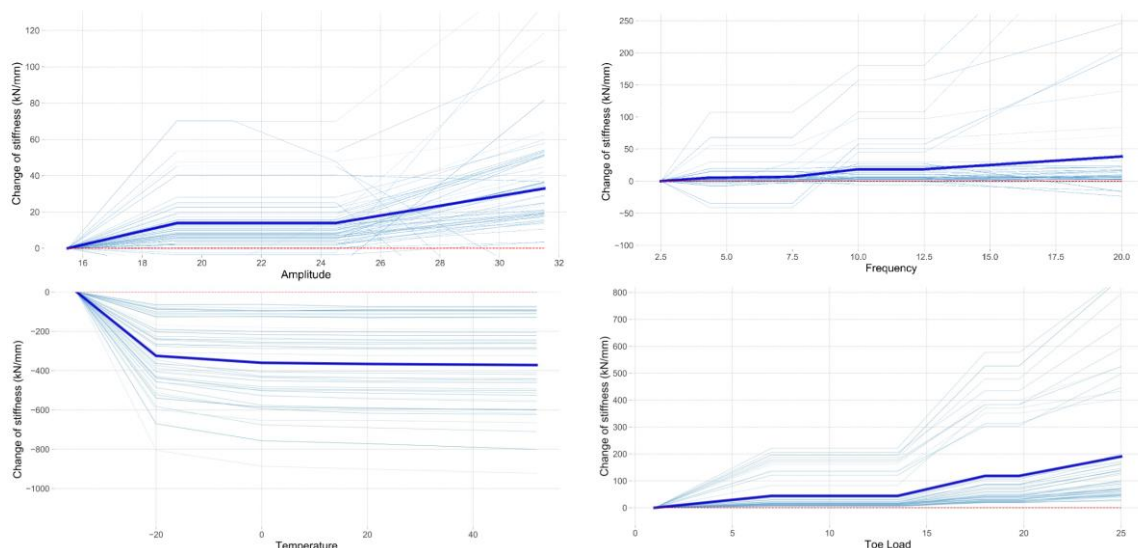 120
100
80
60
40
20
0
Change of stiffness (kN/mm)
16 18 20 22 24 26 28 30 32
Amplitude
250
200
150
100
50
0
−50
−100
Change of stiffness (kN/mm)
2.5 5.0 7.5 10.0 12.5 15.0 17.5 20.0
Frequency
0
−200
−400
−600
−800
−1000
Change of stiffness (kN/mm)
−20 0 20 40
Temperature
800
700
600
500
400
300
200
100
0
Change of stiffness (kN/mm)
0 5 10 15 20 25
Toe Load